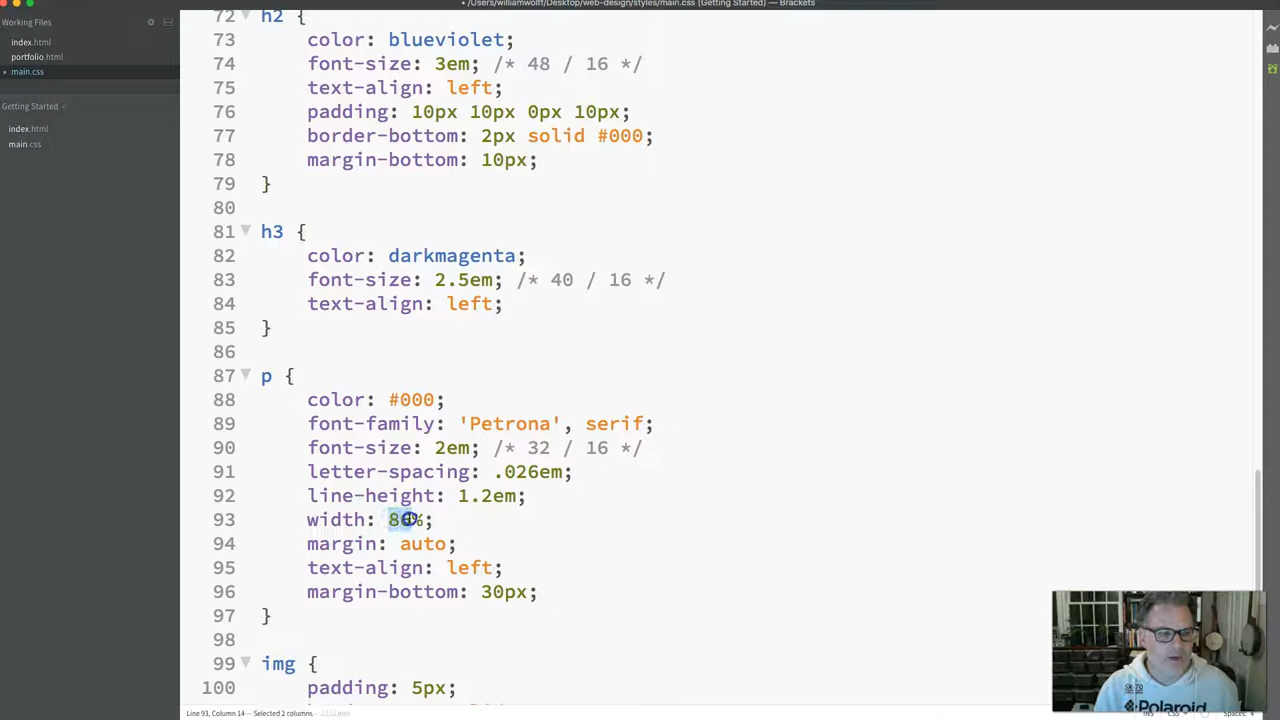 • /Users/williamwolff/Desktop/web-design/styles/main.css (Getting Started) — Brackets
Working Files
index.html
portfolio.html
• main.css
Getting Started
index.html
main.css
72 h2 {
73 color: blueviolet;
74 font-size: 3em; /* 48 / 16 */
75 text-align: left;
76 padding: 10px 10px 0px 10px;
77 border-bottom: 2px solid #000;
78 margin-bottom: 10px;
79 }
80
81 h3 {
82 color: darkmagenta;
83 font-size: 2.5em; /* 40 / 16 */
84 text-align: left;
85 }
86
87 p {
88 color: #000;
89 font-family: 'Petrona', serif;
90 font-size: 2em; /* 32 / 16 */
91 letter-spacing: .026em;
92 line-height: 1.2em;
93 width: 80%;
94 margin: auto;
95 text-align: left;
96 margin-bottom: 30px;
97 }
98
99 img {
100 padding: 5px;
SX-70
Polaroid
Line 93, Column 14 — Selected 2 columns
INS CSS Spaces: 4